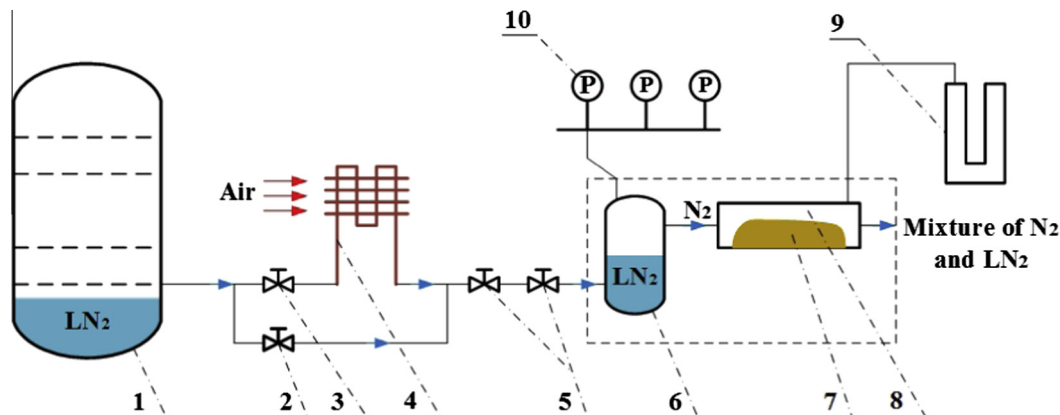 10
9
P P P
Air
N₂
Mixture of N₂
and LN₂
LN₂
LN₂
1 2 3 4 5 6 7 8